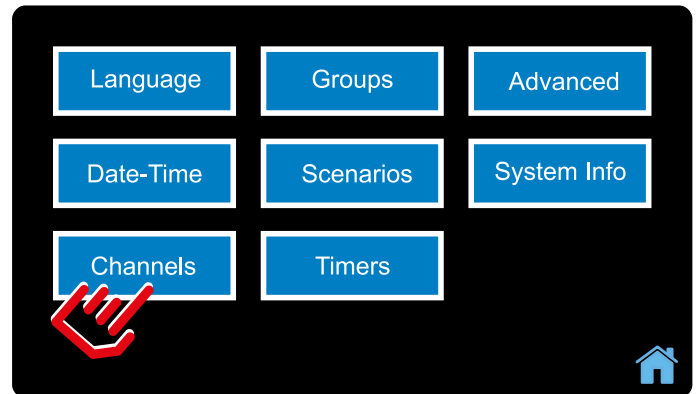 Language
Groups
Advanced
Date-Time
Scenarios
System Info
Channels
Timers